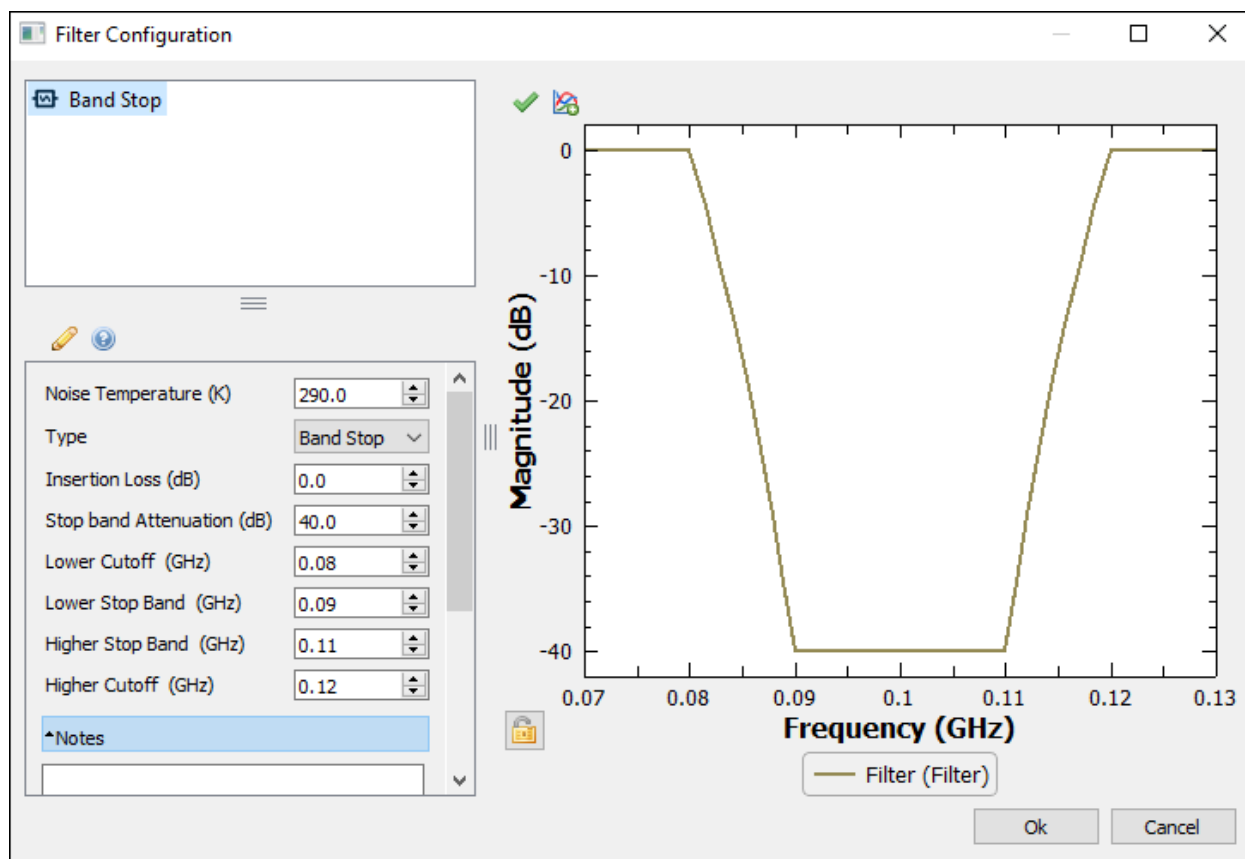 Filter Configuration
Band Stop
Noise Temperature (K) 290.0
Type Band Stop
Insertion Loss (dB) 0.0
Stop band Attenuation (dB) 40.0
Lower Cutoff (GHz) 0.08
Lower Stop Band (GHz) 0.09
Higher Stop Band (GHz) 0.11
Higher Cutoff (GHz) 0.12
Notes
Magnitude (dB)
0
-10
-20
-30
-40
0.07 0.08 0.09 0.1 0.11 0.12 0.13
Frequency (GHz)
Filter (Filter)
Ok Cancel